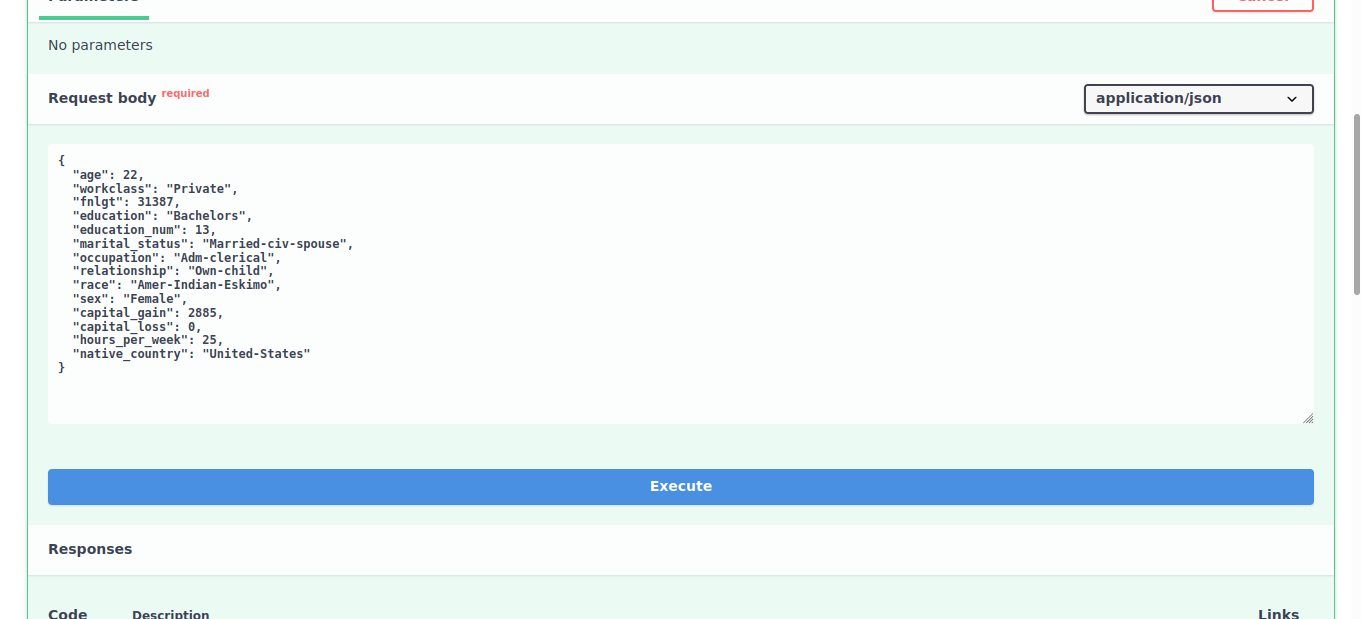 Parameters
Cancel
No parameters
Request body required
application/json
{
  "age": 22,
  "workclass": "Private",
  "fnlgt": 31387,
  "education": "Bachelors",
  "education_num": 13,
  "marital_status": "Married-civ-spouse",
  "occupation": "Adm-clerical",
  "relationship": "Own-child",
  "race": "Amer-Indian-Eskimo",
  "sex": "Female",
  "capital_gain": 2885,
  "capital_loss": 0,
  "hours_per_week": 25,
  "native_country": "United-States"
}
Execute
Responses
Code Description Links